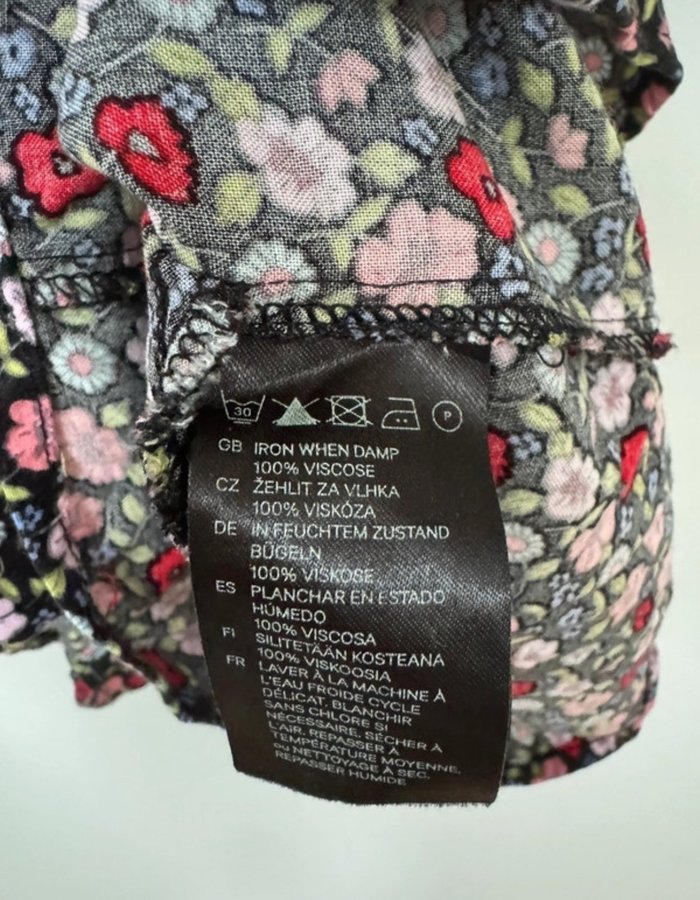 30 P
GB IRON WHEN DAMP
100% VISCOSE
CZ ŽEHLIT ZA VLHKA
100% VISKÓZA
DE IN FEUCHTEM ZUSTAND
BÜGELN
100% VISKOSE
ES PLANCHAR EN ESTADO
HÚMEDO
100% VISCOSA
FI SILITETÄÄN KOSTEANA
100% VISKOOSIA
FR LAVER À LA MACHINE À
L'EAU FROIDE CYCLE
DÉLICAT. BLANCHIR
SANS CHLORE SI
NÉCESSAIRE. SÉCHER À
L'AIR. REPASSER À
TEMPÉRATURE MOYENNE.
ou NETTOYAGE À SEC.
REPASSER HUMIDE